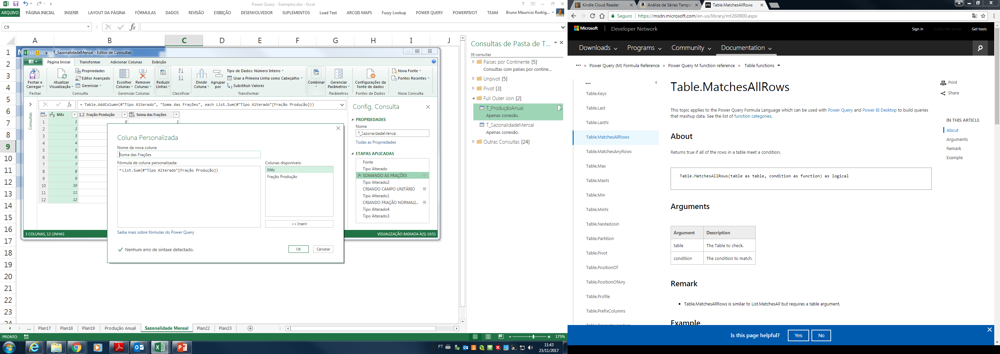 Power Query - Exemplos.xlsx - Excel
ARQUIVO PÁGINA INICIAL INSERIR LAYOUT DA PÁGINA FÓRMULAS DADOS REVISÃO EXIBIÇÃO DESENVOLVEDOR SUPLEMENTOS Load Test ARCGIS MAPS Fuzzy Lookup POWER QUERY POWERPIVOT TEAM Bruno Mauricio Rodrig...
C9 fx
A B C D E F G H I J
1
2
3
4
5
6
7
8
9
10
11
12
13
14
15
16
17
18
19
20
21
22
23
24
T_SazonalidadeMensal - Editor de Consultas
Página Inicial Transformar Adicionar Colunas Exibição
Fechar e Carregar
Fechar
Atualizar Visualização
Propriedades
Editor Avançado
Gerenciar
Consulta
Escolher Colunas
Remover Colunas
Gerenciar Colunas
Reduzir Linhas
Classificar
Dividir Coluna
Agrupar por
Tipo de Dados: Número Inteiro
Usar a Primeira Linha como Cabeçalho
Substituir Valores
Transformar
Combinar
Gerenciar Parâmetros
Parâmetros
Configurações da fonte de dados
Fontes de Dados
Nova Fonte
Fontes Recentes
Nova Consulta
= Table.AddColumn(#"Tipo Alterado", "Soma das Frações", each List.Sum(#"Tipo Alterado"[Fração Produção]))
Consultas
Mês 1.2 Fração Produção ABC 123 Soma das Frações
1 1 0 1
2 2
3 3
4 4
5 5
6 6
7 7
8 8
9 9
10 10
11 11
12 12
3 COLUNAS, 12 LINHAS
VISUALIZAÇÃO BAIXADA À(S) 10:51
Coluna Personalizada
Nome da nova coluna
Soma das Frações
Fórmula de coluna personalizada:
= List.Sum(#"Tipo Alterado"[Fração Produção])
Colunas disponíveis:
Mês
Fração Produção
<< Inserir
Saiba mais sobre fórmulas do Power Query
Nenhum erro de sintaxe detectado.
OK Cancelar
Config. Consulta
PROPRIEDADES
Nome
T_SazonalidadeMensal
Todas as Propriedades
ETAPAS APLICADAS
Fonte
Tipo Alterado
SOMANDO AS FRAÇÕES
Tipo Alterado2
CRIANDO CAMPO UNITÁRIO
Tipo Alterado1
CRIANDO FRAÇÃO NORMALI...
Tipo Alterado4
Tipo Alterado3
Consultas de Pasta de T...
39 consultas
Países por Continente [5]
Consultas com países por contine...
Unpivot [5]
Pivot [3]
Full Outer Join [2]
T_ProduçãoAnual
Apenas conexão.
T_SazonalidadeMensal
Apenas conexão.
Outras Consultas [24]
... Plan17 Plan18 Plan19 Produção Anual Sazonalidade Mensal Plan22 Plan23
PRONTO 175%
PT 11:43
23/11/2017
Kindle Cloud Reader
Análise de Séries Tempo
Table.MatchesAllRows
Seguro https://msdn.microsoft.com/en-us/library/mt260800.aspx
Microsoft Developer Network
Sign in Subscriber portal Get tools
Downloads Programs Community Documentation
... > Power Query (M) Formula Reference > Power Query M function reference > Table functions
...
Table.Keys
Table.Last
Table.LastN
Table.MatchesAllRows
Table.MatchesAnyRows
Table.Max
Table.MaxN
Table.Min
Table.MinN
Table.NestedJoin
Table.Partition
Table.Pivot
Table.PositionOf
Table.PositionOfAny
Table.Profile
Table.PrefixColumns
Table.MatchesAllRows
This topic applies to the Power Query Formula Language which can be used with Power Query and Power BI Desktop to build queries
that mashup data. See the list of function categories.
About
Returns true if all of the rows in a table meet a condition.
Table.MatchesAllRows(table as table, condition as function) as logical
Arguments
Argument Description
table The Table to check.
condition The condition to match.
Remark
• Table.MatchesAllRows is similar to List.MatchesAll but requires a table argument.
Example
Print
Share
IN THIS ARTICLE
About
Arguments
Remark
Example
Is this page helpful? Yes No